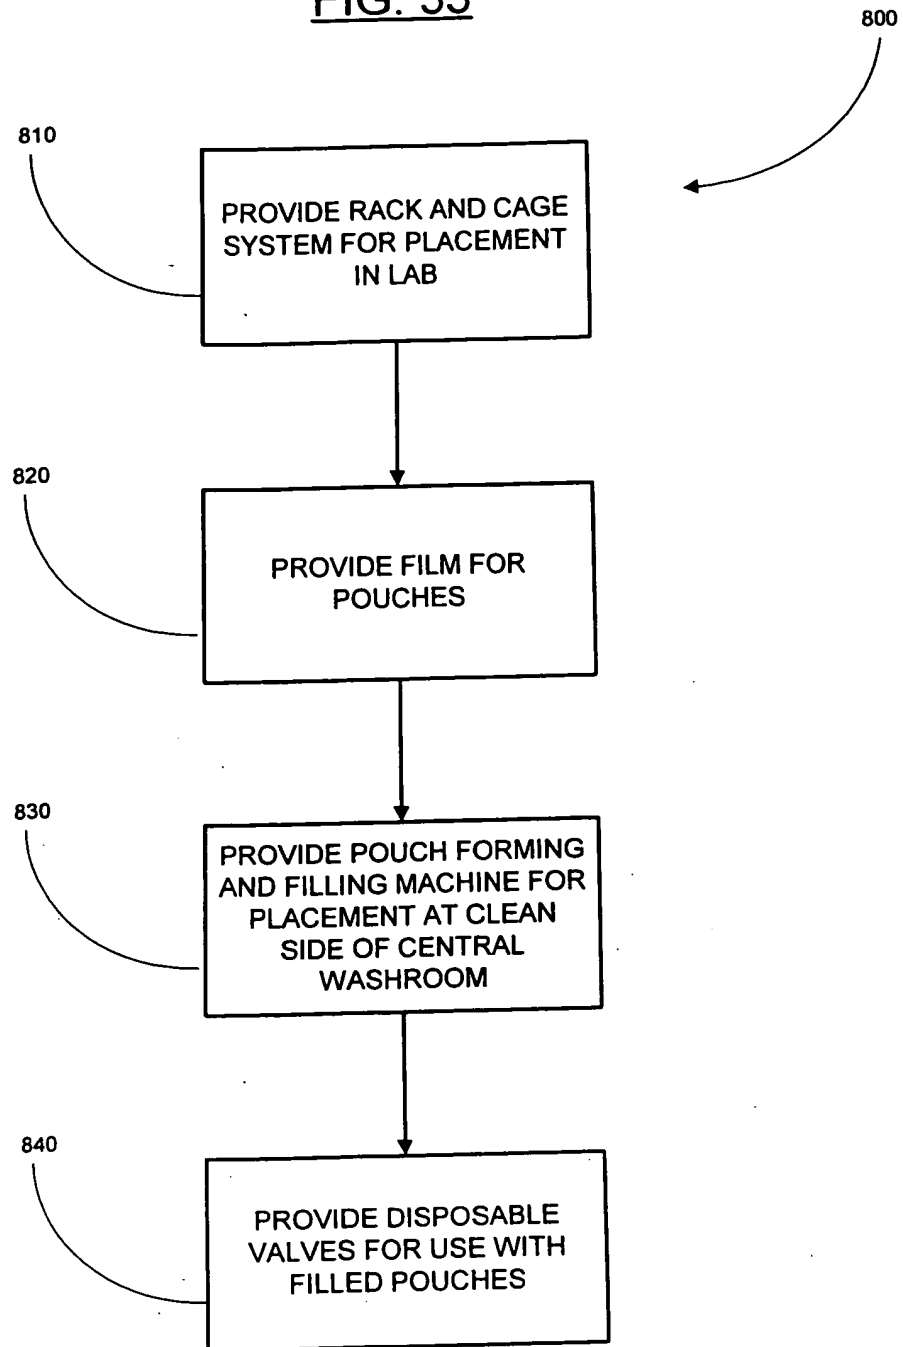 FIG. 33
800
810
PROVIDE RACK AND CAGE
SYSTEM FOR PLACEMENT
IN LAB
820
PROVIDE FILM FOR
POUCHES
830
PROVIDE POUCH FORMING
AND FILLING MACHINE FOR
PLACEMENT AT CLEAN
SIDE OF CENTRAL
WASHROOM
840
PROVIDE DISPOSABLE
VALVES FOR USE WITH
FILLED POUCHES